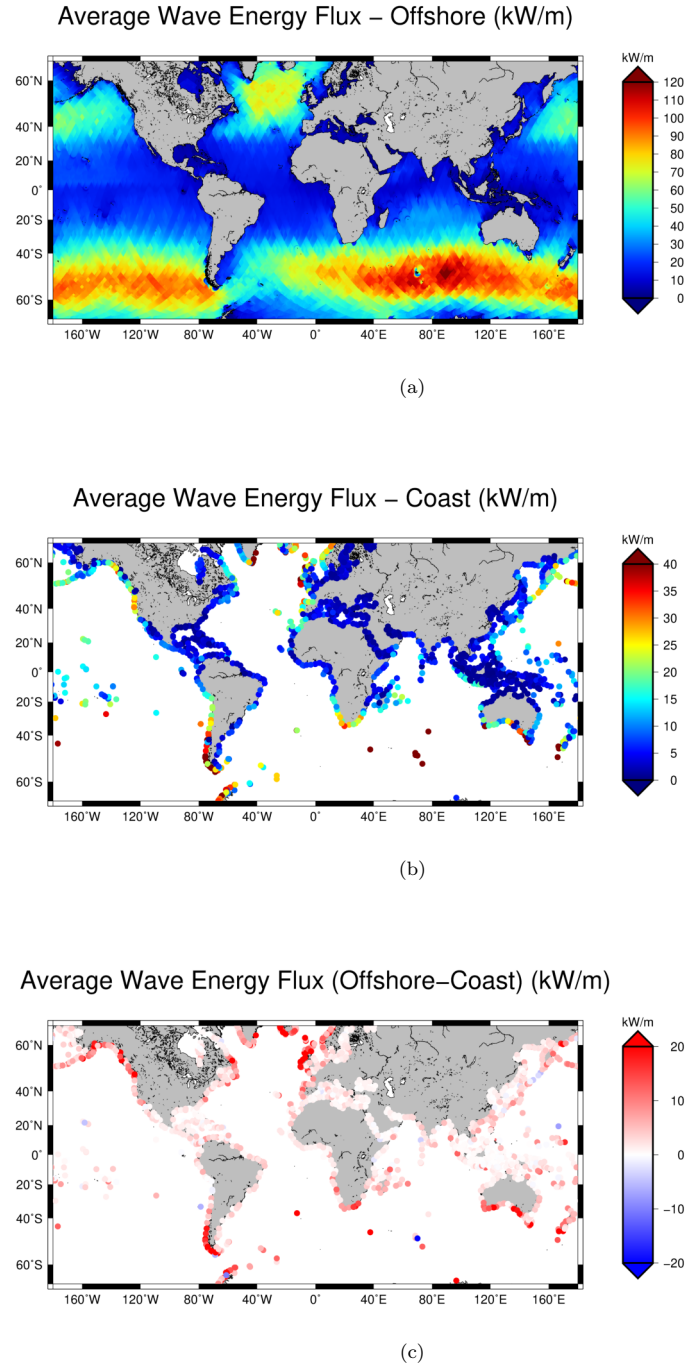 Average Wave Energy Flux − Offshore (kW/m)
kW/m
60˚N
40˚N
20˚N
0˚
20˚S
40˚S
60˚S
160˚W 120˚W 80˚W 40˚W 0˚ 40˚E 80˚E 120˚E 160˚E
120
110
100
90
80
70
60
50
40
30
20
10
0
(a)
Average Wave Energy Flux − Coast (kW/m)
kW/m
60˚N
40˚N
20˚N
0˚
20˚S
40˚S
60˚S
160˚W 120˚W 80˚W 40˚W 0˚ 40˚E 80˚E 120˚E 160˚E
40
35
30
25
20
15
10
5
0
(b)
Average Wave Energy Flux (Offshore−Coast) (kW/m)
kW/m
60˚N
40˚N
20˚N
0˚
20˚S
40˚S
60˚S
160˚W 120˚W 80˚W 40˚W 0˚ 40˚E 80˚E 120˚E 160˚E
20
10
0
−10
−20
(c)